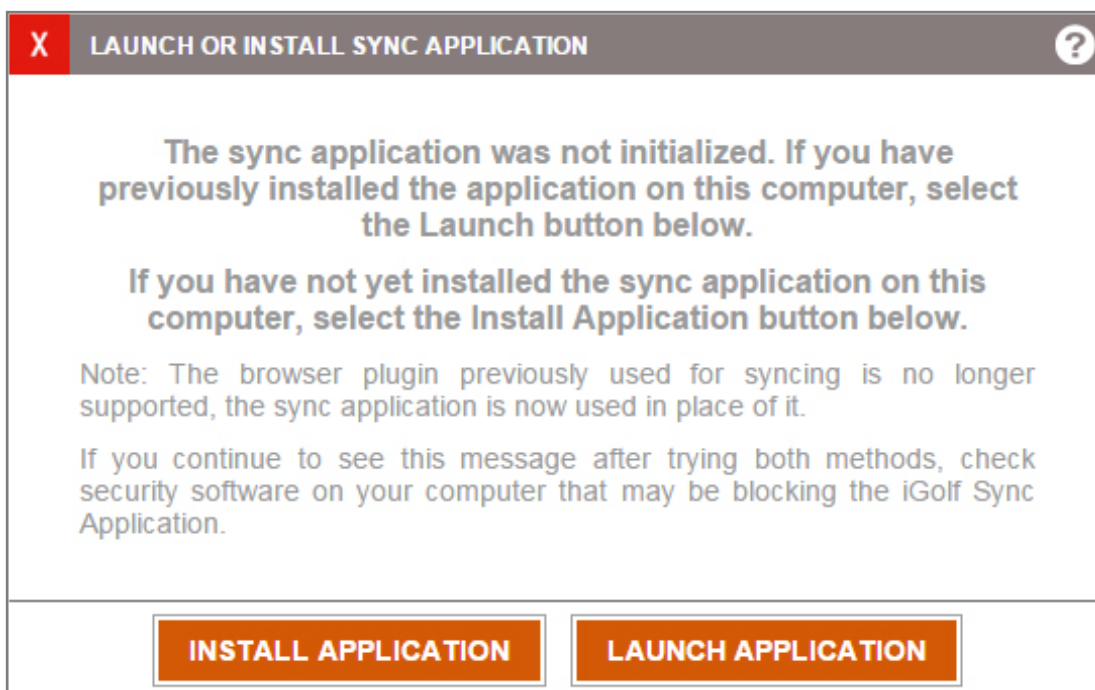 X LAUNCH OR INSTALL SYNC APPLICATION ?
The sync application was not initialized. If you have
previously installed the application on this computer, select
the Launch button below.
If you have not yet installed the sync application on this
computer, select the Install Application button below.
Note: The browser plugin previously used for syncing is no longer
supported, the sync application is now used in place of it.
If you continue to see this message after trying both methods, check
security software on your computer that may be blocking the iGolf Sync
Application.
INSTALL APPLICATION LAUNCH APPLICATION